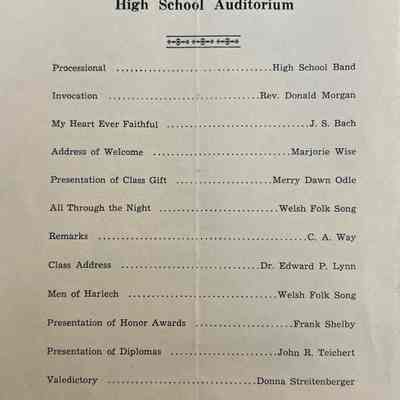 High School Auditorium
Processional ........................................ High School Band
Invocation ........................................ Rev. Donald Morgan
My Heart Ever Faithful ........................................ J. S. Bach
Address of Welcome ........................................ Marjorie Wise
Presentation of Class Gift ........................................ Merry Dawn Odle
All Through the Night ........................................ Welsh Folk Song
Remarks ........................................ C. A. Way
Class Address ........................................ Dr. Edward P. Lynn
Men of Harlech ........................................ Welsh Folk Song
Presentation of Honor Awards ........................................ Frank Shelby
Presentation of Diplomas ........................................ John R. Teichert
Valedictory ........................................ Donna Streitenberger